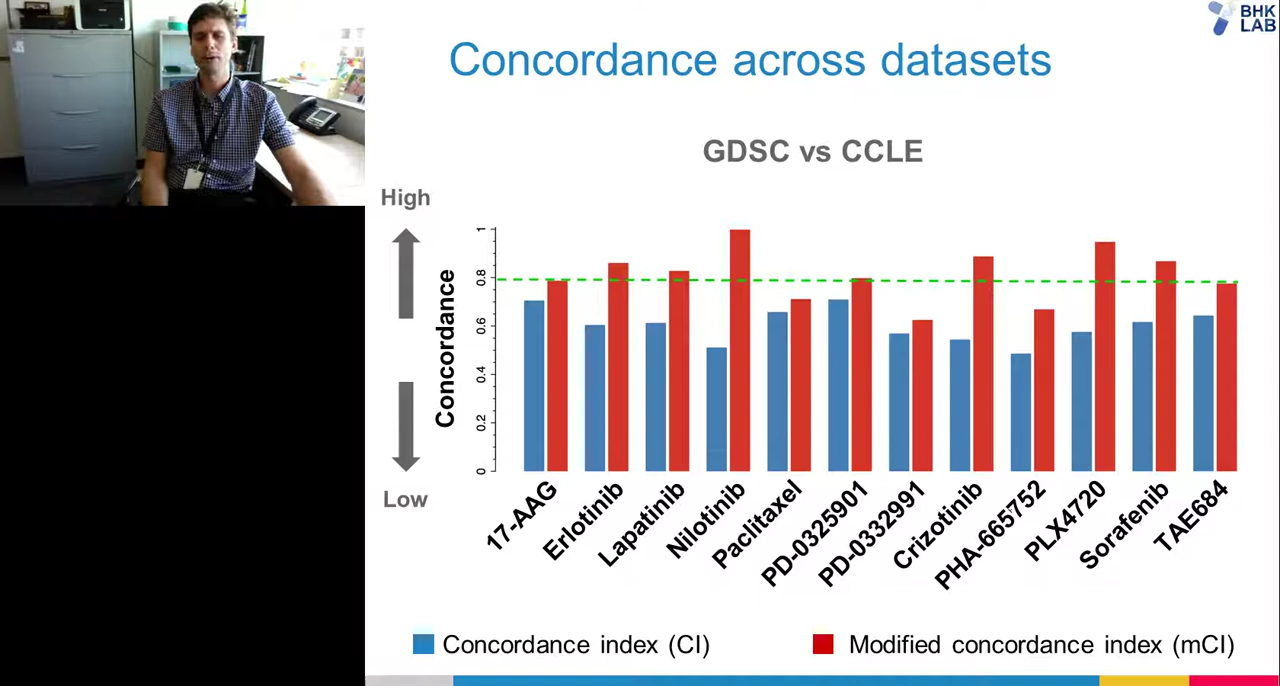 BHK
LAB
Concordance across datasets
GDSC vs CCLE
High
Low
Concordance
1
0.8
0.6
0.4
0.2
0
17-AAG
Erlotinib
Lapatinib
Nilotinib
Paclitaxel
PD-0325901
PD-0332991
Crizotinib
PHA-665752
PLX4720
Sorafenib
TAE684
Concordance index (CI)
Modified concordance index (mCI)